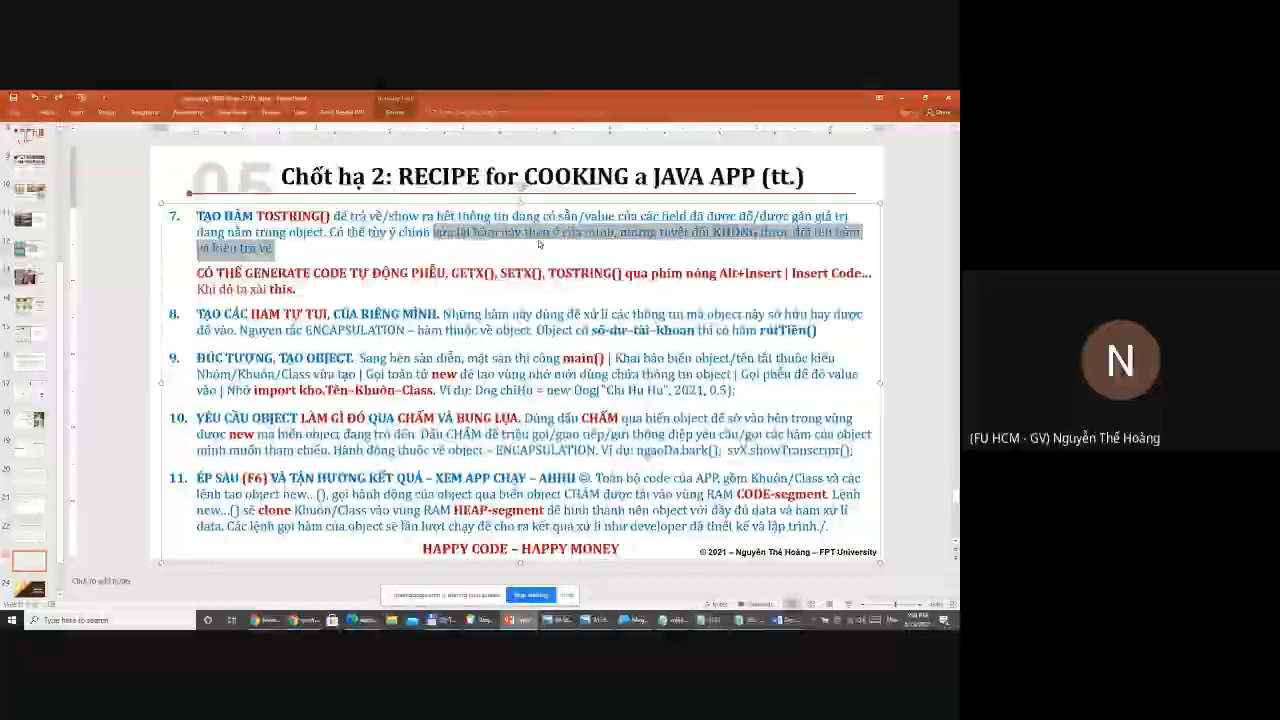 05
Chốt hạ 2: RECIPE for COOKING a JAVA APP (tt.)
7. TẠO HÀM TOSTRING() để trả về/show ra hết thông tin đang có sẵn/value của các field đã được đổ/được gán giá trị
đang nằm trong object. Có thể tùy ý chỉnh sửa lại hàm này theo ý của mình, nhưng tuyệt đối KHÔNG được đổi tên hàm
và kiểu trả về
CÓ THỂ GENERATE CODE TỰ ĐỘNG PHỄU, GETX(), SETX(), TOSTRING() qua phím nóng Alt+Insert | Insert Code...
Khi đó ta xài this.
8. TẠO CÁC HÀM TỰ TUI, CỦA RIÊNG MÌNH. Những hàm này dùng để xử lí các thông tin mà object này sở hữu hay được
đổ vào. Nguyên tắc ENCAPSULATION – hàm thuộc về object. Object có số-dư-tài-khoản thì có hàm rútTiền()
9. ĐÚC TƯỢNG, TẠO OBJECT. Sang bên sàn diễn, mặt sàn thi công main() | Khai báo biến object/tên tắt thuộc kiểu
Nhóm/Khuôn/Class vừa tạo | Gọi toán tử new để tạo vùng nhớ mới dùng chứa thông tin object | Gọi phễu để đổ value
vào | Nhớ import kho.Tên-Khuôn-Class. Ví dụ: Dog chiHu = new Dog("Chi Hu Hu", 2021, 0.5);
10. YÊU CẦU OBJECT LÀM GÌ ĐÓ QUA CHẤM VÀ BUNG LỤA. Dùng dấu CHẤM qua biến object để sờ vào bên trong vùng
được new mà biến object đang trỏ đến. Dấu CHẤM để triệu gọi/giao tiếp/gửi thông điệp yêu cầu/gọi các hàm của object
mình muốn tham chiếu. Hành động thuộc về object – ENCAPSULATION. Ví dụ: ngaoDa.bark(); svX.showTranscript();
11. ÉP SAU (F6) VÀ TẬN HƯỞNG KẾT QUẢ – XEM APP CHẠY – AHIHI ☺. Toàn bộ code của APP, gồm Khuôn/Class và các
lệnh tạo object new.. (), gọi hành động của object qua biến object CHẤM được tải vào vùng RAM CODE-segment. Lệnh
new...() sẽ clone Khuôn/Class vào vùng RAM HEAP-segment để hình thành nên object với đầy đủ data và hàm xử lí
data. Các lệnh gọi hàm của object sẽ lần lượt chạy để cho ra kết quả xử lí như developer đã thiết kế và lập trình./.
HAPPY CODE – HAPPY MONEY
© 2021 – Nguyễn Thế Hoàng – FPT University
Click to add notes
Stop sharing
Type here to search
N
(FU HCM - GV) Nguyễn Thế Hoàng